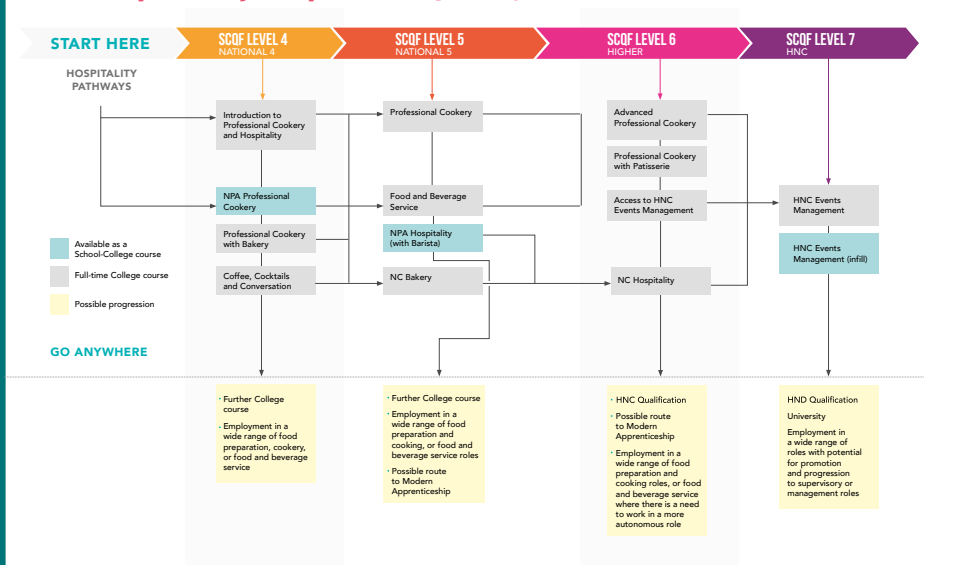 START HERE
SCQF LEVEL 4
NATIONAL 4
SCQF LEVEL 5
NATIONAL 5
SCQF LEVEL 6
HIGHER
SCQF LEVEL 7
HNC
HOSPITALITY
PATHWAYS
Introduction to
Professional Cookery
and Hospitality
NPA Professional
Cookery
Professional Cookery
with Bakery
Coffee, Cocktails
and Conversation
Professional Cookery
Food and Beverage
Service
NPA Hospitality
(with Barista)
NC Bakery
Advanced
Professional Cookery
Professional Cookery
with Patisserie
Access to HNC
Events Management
NC Hospitality
HNC Events
Management
HNC Events
Management (infill)
Available as a
School-College course
Full-time College course
Possible progression
GO ANYWHERE
· Further College
course
· Employment in a
wide range of food
preparation, cookery,
or food and beverage
service
· Further College course
· Employment in a
wide range of food
preparation and
cooking, or food and
beverage service roles
· Possible route
to Modern
Apprenticeship
· HNC Qualification
· Possible route
to Modern
Apprenticeship
· Employment in a
wide range of food
preparation and
cooking roles, or food
and beverage service
where there is a need
to work in a more
autonomous role
HND Qualification
University
Employment in
a wide range of
roles with potential
for promotion
and progression
to supervisory or
management roles